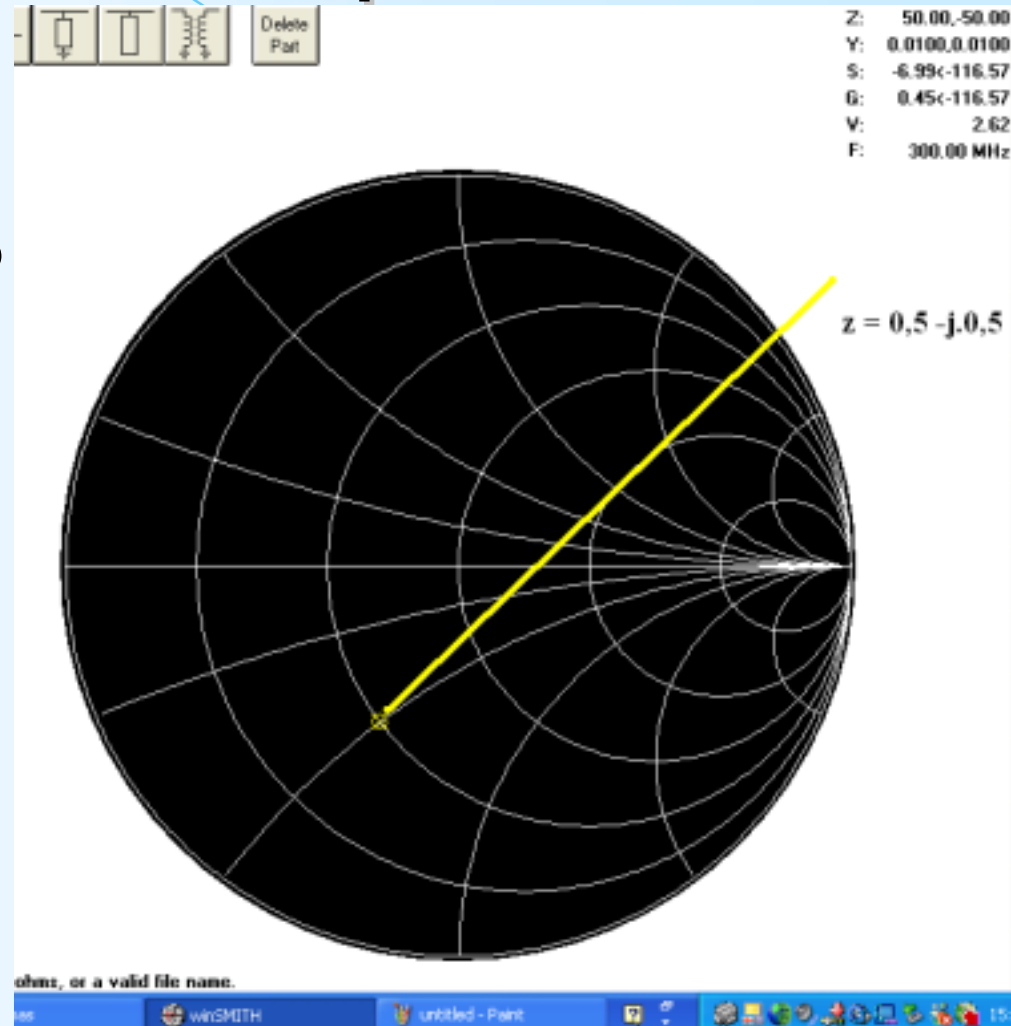 Delete
Part
Z: 50.00,-50.00
Y: 0.0100,0.0100
S: -6.99<-116.57
G: 0.45<-116.57
V: 2.62
F: 300.00 MHz
)
z = 0,5 -j.0,5
ohms, or a valid file name.
winSMITH
untitled - Paint
?
15: